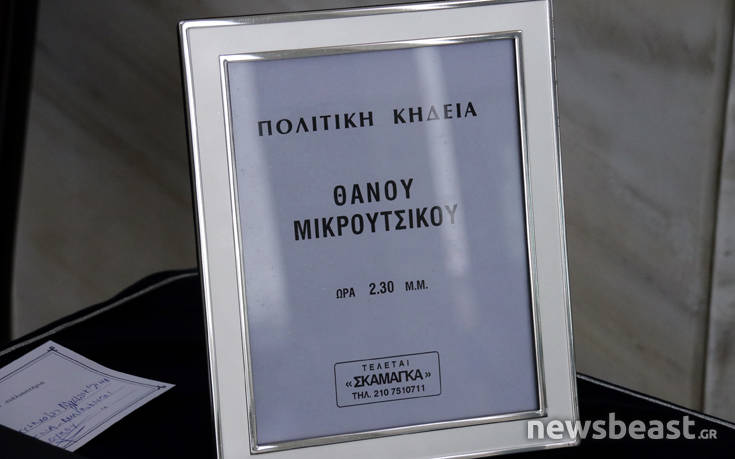 ΠΟΛΙΤΙΚΗ ΚΗΔΕΙΑ
ΘΑΝΟΥ
ΜΙΚΡΟΥΤΣΙΚΟΥ
ΩΡΑ 2.30 Μ.Μ.
ΤΕΛΕΤΑΙ
«ΣΚΑΜΑΓΚΑ»
ΤΗΛ. 210 7510711
newsbeast.GR